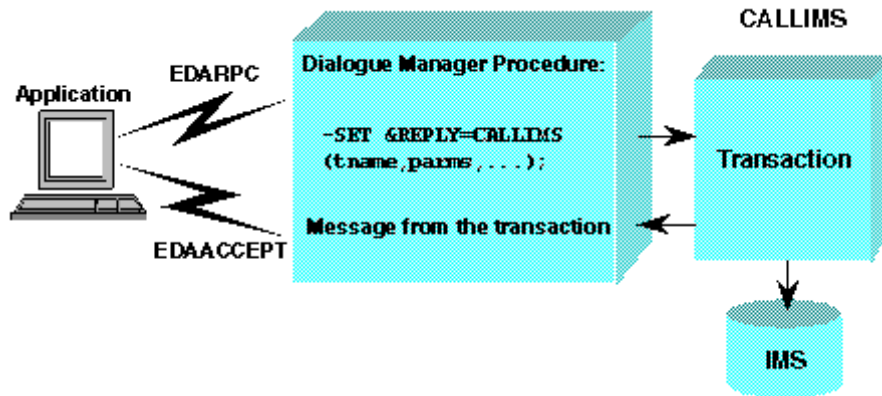 CALLIMS
EDARPC
Dialogue Manager Procedure:
Application
-SET &REPLY=CALLIMS
(tname,parms,...);
Transaction
Message from the transaction
EDAACCEPT
IMS